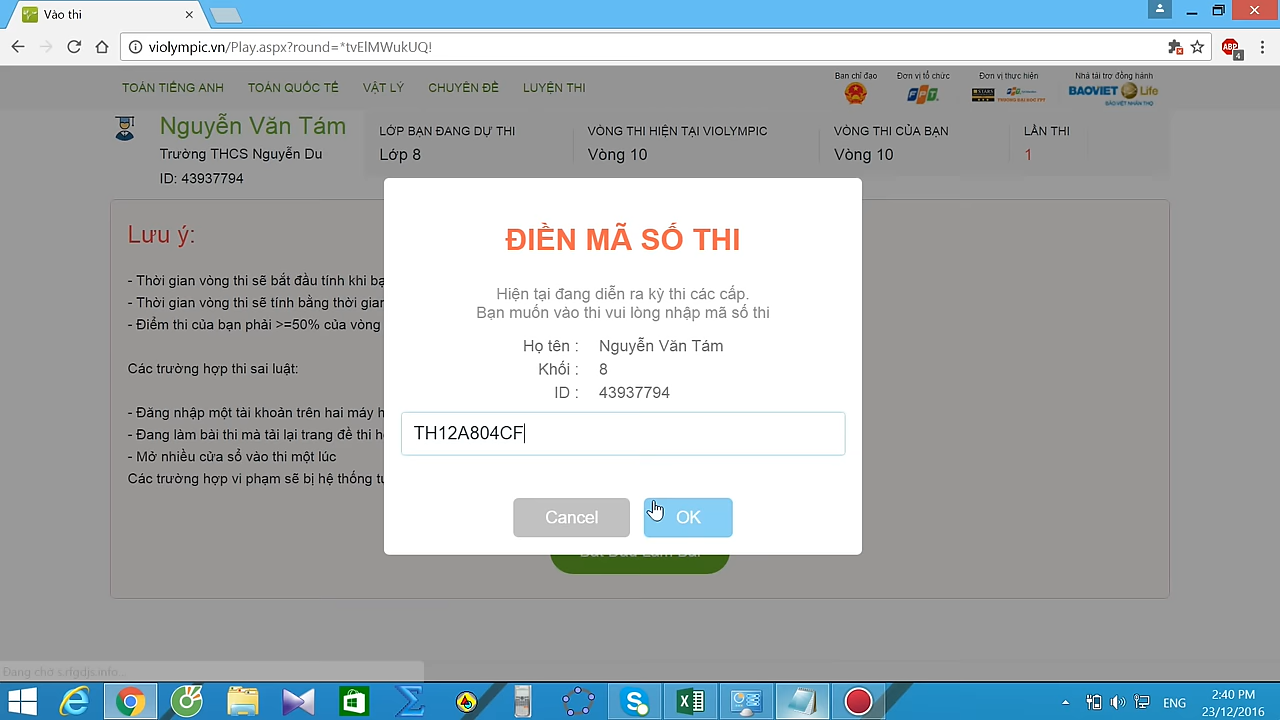 Vào thi
violympic.vn/Play.aspx?round=*tvElMWukUQ!
ABP
4
TOÁN TIẾNG ANH
TOÁN QUỐC TẾ
VẬT LÝ
CHUYÊN ĐỀ
LUYỆN THI
Ban chỉ đạo
Đơn vị tổ chức
Đơn vị thực hiện
Nhà tài trợ đồng hành
FPT
BAOVIET Life
Nguyễn Văn Tám
Trường THCS Nguyễn Du
ID: 43937794
LỚP BẠN ĐANG DỰ THI
Lớp 8
VÒNG THI HIỆN TẠI VIOLYMPIC
Vòng 10
VÒNG THI CỦA BẠN
Vòng 10
LẦN THI
1
Lưu ý:
- Thời gian vòng thi sẽ bắt đầu tính khi bạ
- Thời gian vòng thi sẽ tính bằng thời gian
- Điểm thi của bạn phải >=50% của vòng
Các trường hợp thi sai luật:
- Đăng nhập một tài khoản trên hai máy h
- Đang làm bài thi mà tải lại trang đề thi h
- Mở nhiều cửa sổ vào thi một lúc
Các trường hợp vi phạm sẽ bị hệ thống
ĐIỀN MÃ SỐ THI
Hiện tại đang diễn ra kỳ thi các cấp.
Bạn muốn vào thi vui lòng nhập mã số thi
Họ tên : Nguyễn Văn Tám
Khối : 8
ID : 43937794
TH12A804CF
Cancel
OK
Đang chờ s.rfgdjs.info...
ENG
2:40 PM
23/12/2016